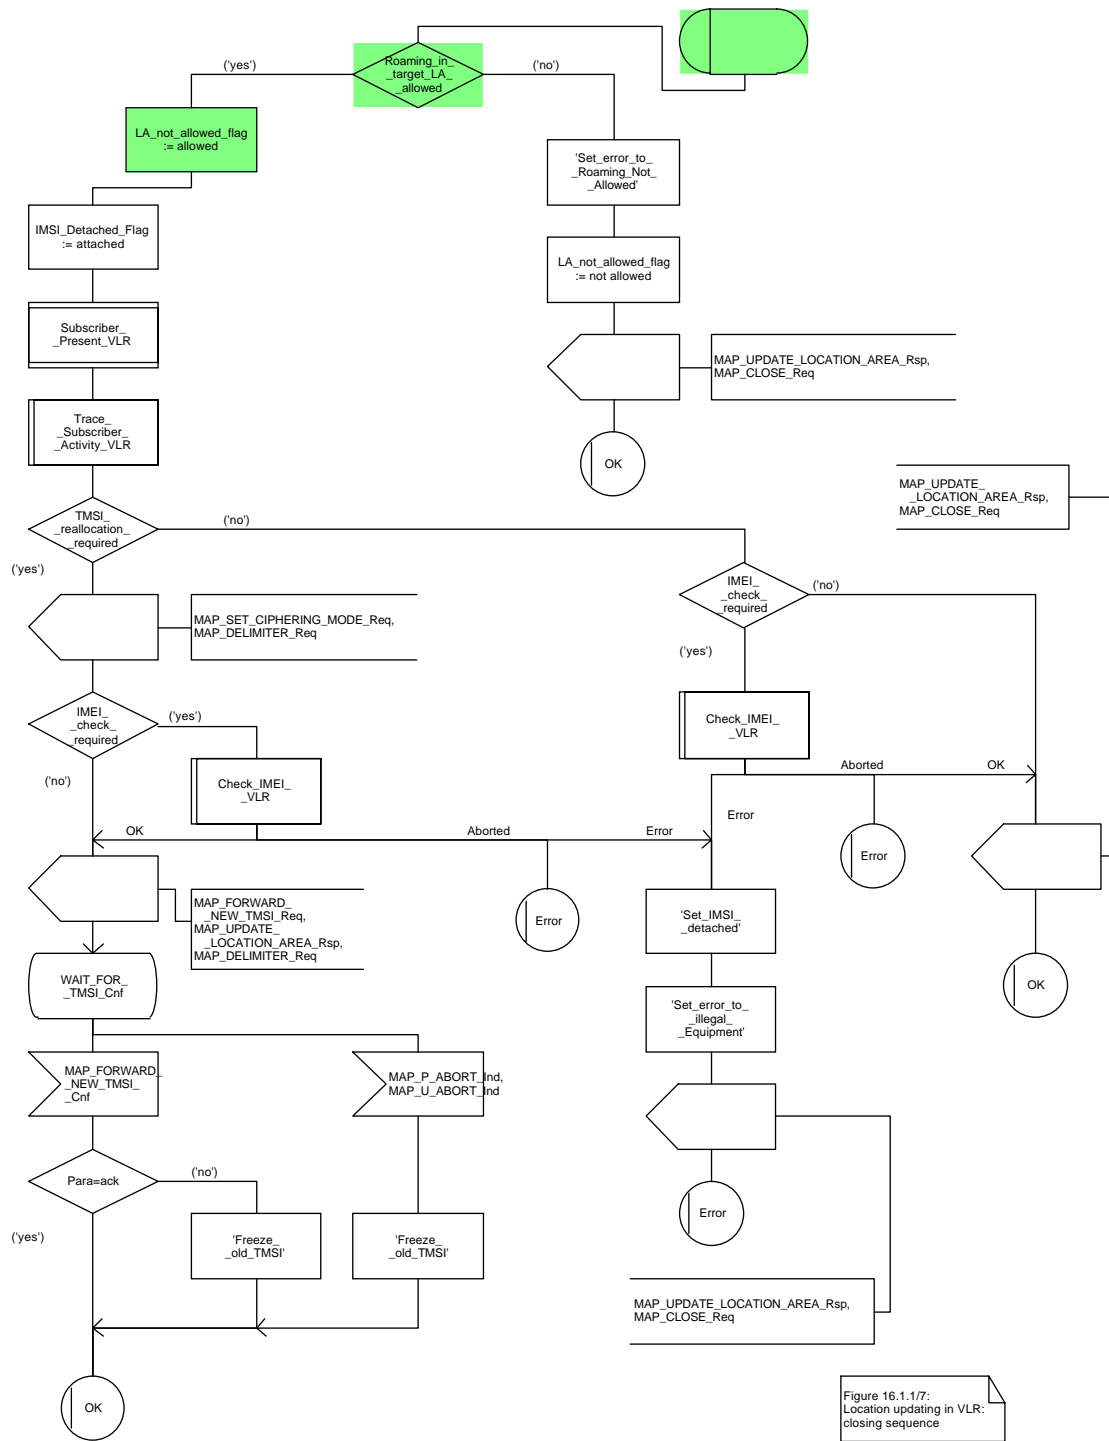 Roaming_in_
_target_LA_
_allowed
('yes')
('no')
LA_not_allowed_flag
:= allowed
'Set_error_to_
_Roaming_Not_
_Allowed'
IMSI_Detached_Flag
:= attached
LA_not_allowed_flag
:= not allowed
Subscriber_
_Present_VLR
MAP_UPDATE_LOCATION_AREA_Rsp,
MAP_CLOSE_Req
Trace_
_Subscriber_
_Activity_VLR
OK
MAP_UPDATE_
_LOCATION_AREA_Rsp,
MAP_CLOSE_Req
TMSI_
_reallocation_
_required
('no')
('yes')
IMEI_
_check_
_required
('no')
MAP_SET_CIPHERING_MODE_Req,
MAP_DELIMITER_Req
('yes')
IMEI_
_check_
_required
('yes')
('no')
Check_IMEI_
_VLR
Check_IMEI_
_VLR
Aborted
OK
Error
OK
Aborted
Error
Error
MAP_FORWARD_
_NEW_TMSI_Req,
MAP_UPDATE_
_LOCATION_AREA_Rsp,
MAP_DELIMITER_Req
Error
'Set_IMSI_
_detached'
WAIT_FOR_
_TMSI_Cnf
OK
'Set_error_to_
_illegal_
_Equipment'
MAP_FORWARD_
_NEW_TMSI_
_Cnf
MAP_P_ABORT_Ind,
MAP_U_ABORT_Ind
Para=ack
('no')
('yes')
Error
'Freeze_
_old_TMSI'
'Freeze_
_old_TMSI'
MAP_UPDATE_LOCATION_AREA_Rsp,
MAP_CLOSE_Req
OK
Figure 16.1.1/7:
Location updating in VLR:
closing sequence